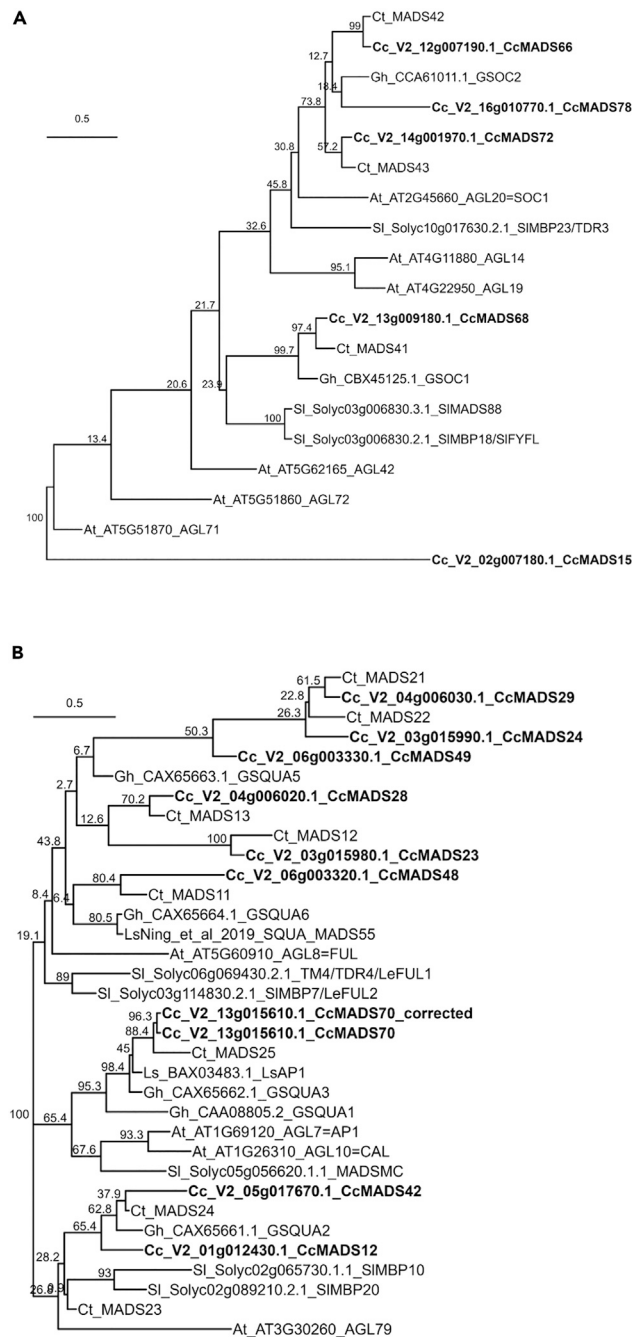 A
0.5
99
Ct_MADS42
Cc_V2_12g007190.1_CcMADS66
12.7
Gh_CCA61011.1_GSOC2
18.4
Cc_V2_16g010770.1_CcMADS78
73.8
Cc_V2_14g001970.1_CcMADS72
57.2
Ct_MADS43
30.8
At_AT2G45660_AGL20=SOC1
45.8
Sl_Solyc10g017630.2.1_SlMBP23/TDR3
32.6
At_AT4G11880_AGL14
95.1
At_AT4G22950_AGL19
21.7
Cc_V2_13g009180.1_CcMADS68
97.4
Ct_MADS41
99.7
Gh_CBX45125.1_GSOC1
20.6
23.9
Sl_Solyc03g006830.3.1_SlMADS88
100
Sl_Solyc03g006830.2.1_SlMBP18/SlFYFL
13.4
At_AT5G62165_AGL42
At_AT5G51860_AGL72
100
At_AT5G51870_AGL71
Cc_V2_02g007180.1_CcMADS15
B
0.5
61.5
Ct_MADS21
22.8
Cc_V2_04g006030.1_CcMADS29
26.3
Ct_MADS22
50.3
Cc_V2_03g015990.1_CcMADS24
6.7
Cc_V2_06g003330.1_CcMADS49
Gh_CAX65663.1_GSQUA5
2.7
70.2
Cc_V2_04g006020.1_CcMADS28
12.6
Ct_MADS13
100
Ct_MADS12
43.8
Cc_V2_03g015980.1_CcMADS23
80.4
Cc_V2_06g003320.1_CcMADS48
8.4
6.4
Ct_MADS11
80.5
Gh_CAX65664.1_GSQUA6
LsNing_et_al_2019_SQUA_MADS55
19.1
At_AT5G60910_AGL8=FUL
89
Sl_Solyc06g069430.2.1_TM4/TDR4/LeFUL1
Sl_Solyc03g114830.2.1_SlMBP7/LeFUL2
96.3
Cc_V2_13g015610.1_CcMADS70_corrected
88.4
Cc_V2_13g015610.1_CcMADS70
45
Ct_MADS25
98.4
Ls_BAX03483.1_LsAP1
95.3
Gh_CAX65662.1_GSQUA3
100
65.4
Gh_CAA08805.2_GSQUA1
93.3
At_AT1G69120_AGL7=AP1
67.6
At_AT1G26310_AGL10=CAL
Sl_Solyc05g056620.1.1_MADSMC
37.9
Cc_V2_05g017670.1_CcMADS42
62.8
Ct_MADS24
65.4
Gh_CAX65661.1_GSQUA2
28.2
Cc_V2_01g012430.1_CcMADS12
93
Sl_Solyc02g065730.1.1_SlMBP10
Sl_Solyc02g089210.2.1_SlMBP20
Ct_MADS23
At_AT3G30260_AGL79